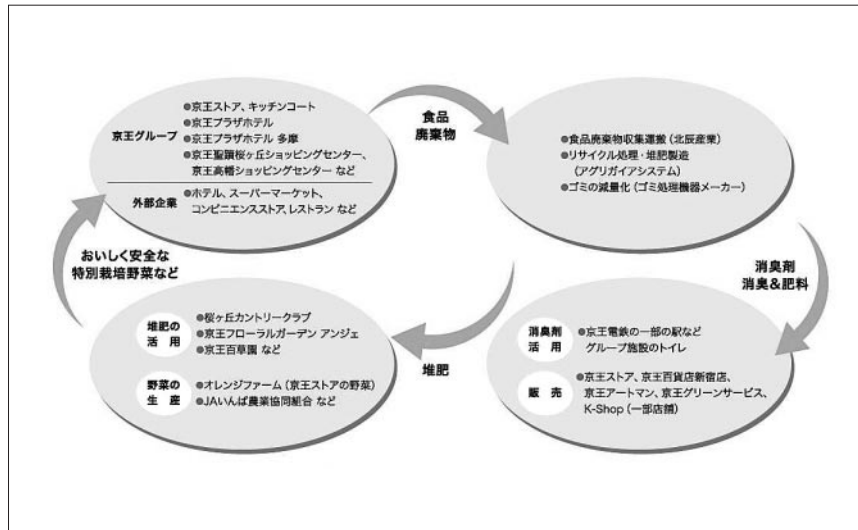 京王グループ
●京王ストア、キッチンコート
●京王プラザホテル
●京王プラザホテル 多摩
●京王聖蹟桜ヶ丘ショッピングセンター、
京王高幡ショッピングセンター など
外部企業
●ホテル、スーパーマーケット、
コンビニエンスストア、レストラン など
食品
廃棄物
●食品廃棄物収集運搬（北辰産業）
●リサイクル処理・堆肥製造
（アグリガイアシステム）
●ゴミの減量化（ゴミ処理機器メーカー）
消臭剤
消臭&肥料
消臭剤
活 用
●京王電鉄の一部の駅など
グループ施設のトイレ
販 売
●京王ストア、京王百貨店新宿店、
京王アートマン、京王グリーンサービス、
K-Shop（一部店舗）
堆肥
堆肥の
活 用
●桜ヶ丘カントリークラブ
●京王フローラルガーデン アンジェ
●京王百草園 など
野菜の
生 産
●オレンジファーム（京王ストアの野菜）
●JAいんば農業協同組合 など
おいしく安全な
特別栽培野菜など